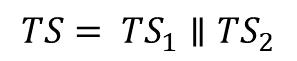 TS = TS₁ ∥ TS₂